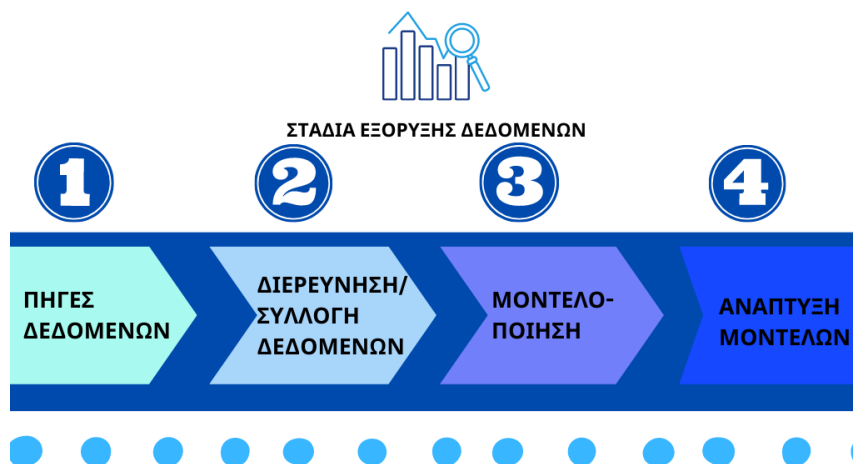 ΣΤΑΔΙΑ ΕΞΟΡΥΞΗΣ ΔΕΔΟΜΕΝΩΝ
1
2
3
4
ΠΗΓΕΣ
ΔΕΔΟΜΕΝΩΝ
ΔΙΕΡΕΥΝΗΣΗ/
ΣΥΛΛΟΓΗ
ΔΕΔΟΜΕΝΩΝ
ΜΟΝΤΕΛΟ-
ΠΟΙΗΣΗ
ΑΝΑΠΤΥΞΗ
ΜΟΝΤΕΛΩΝ